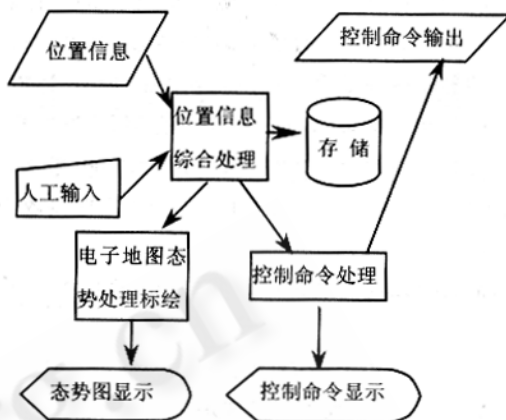 位置信息
控制命令输出
位置信息
综合处理
存 储
人工输入
电子地图态
势处理标绘
控制命令处理
态势图显示
控制命令显示